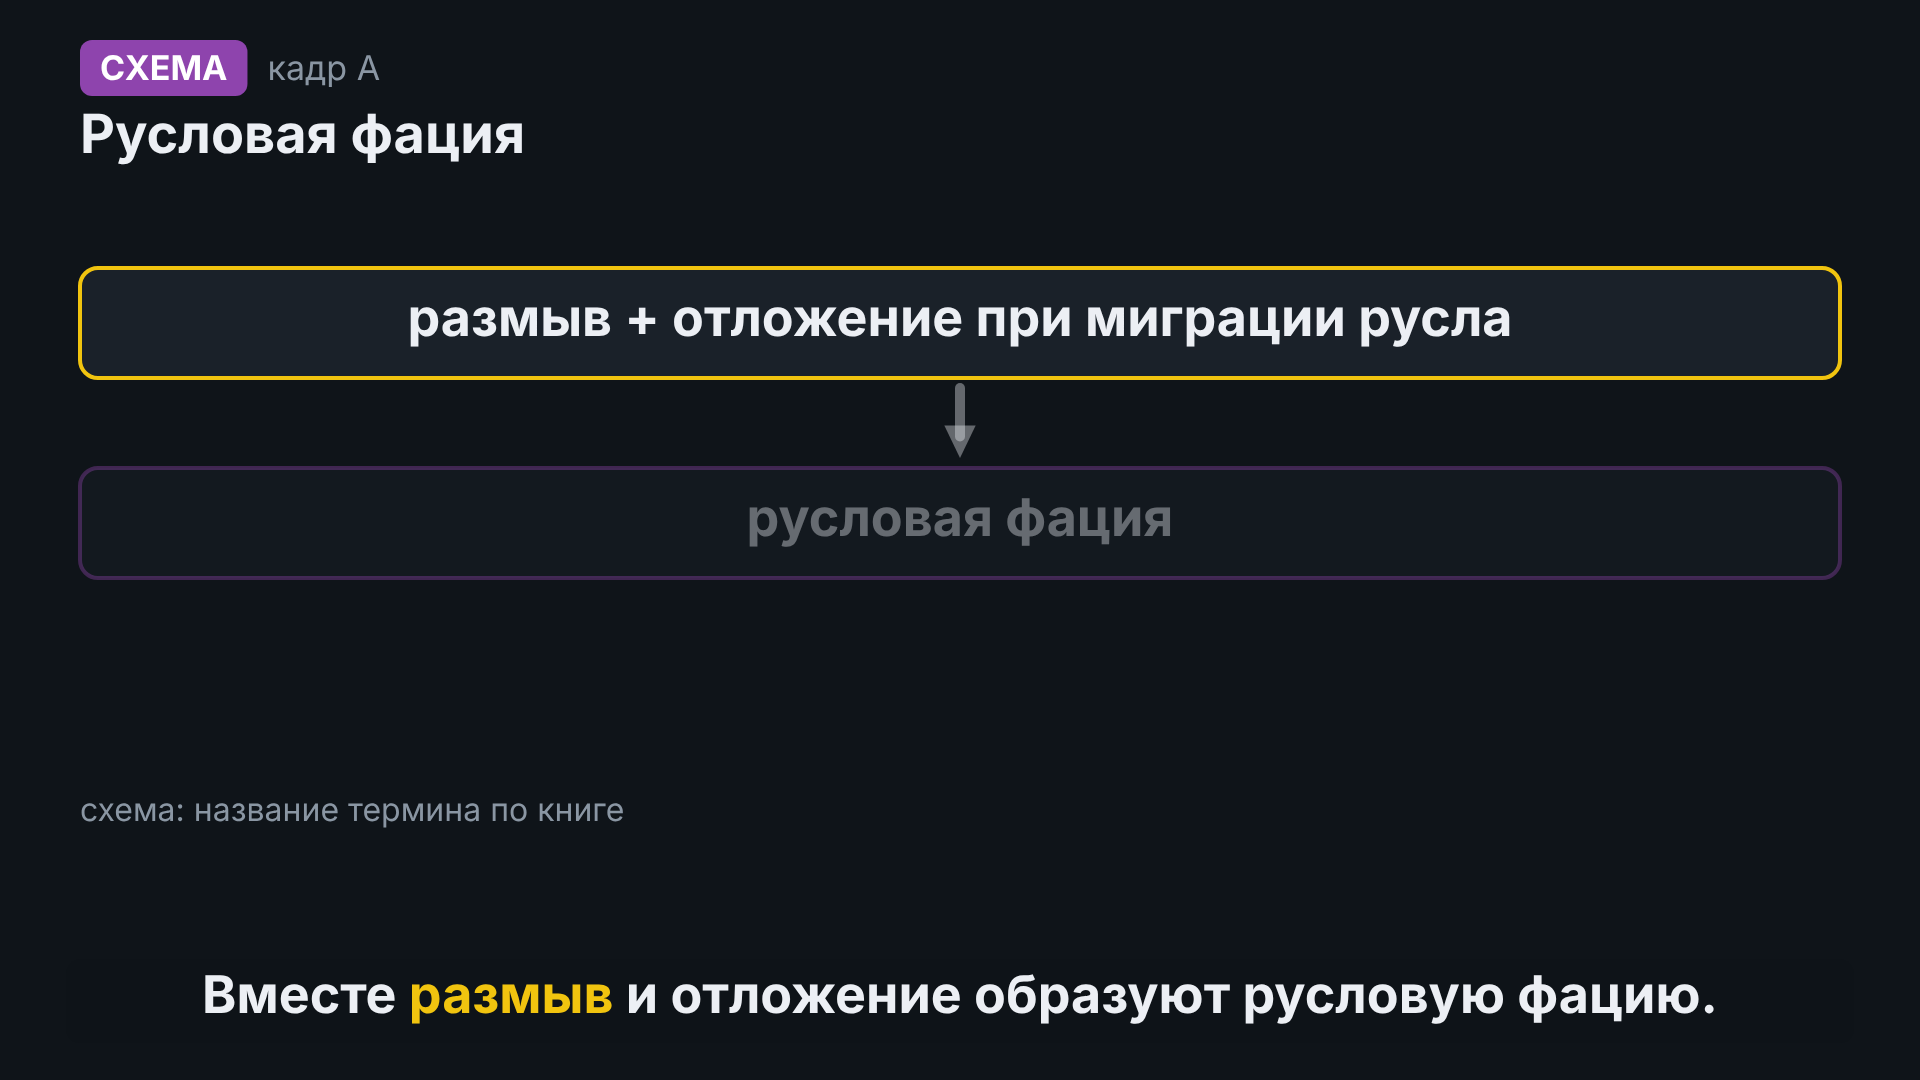 СХЕМА кадр А
Русловая фация
размыв + отложение при миграции русла
русловая фация
схема: название термина по книге
Вместе размыв и отложение образуют русловую фацию.